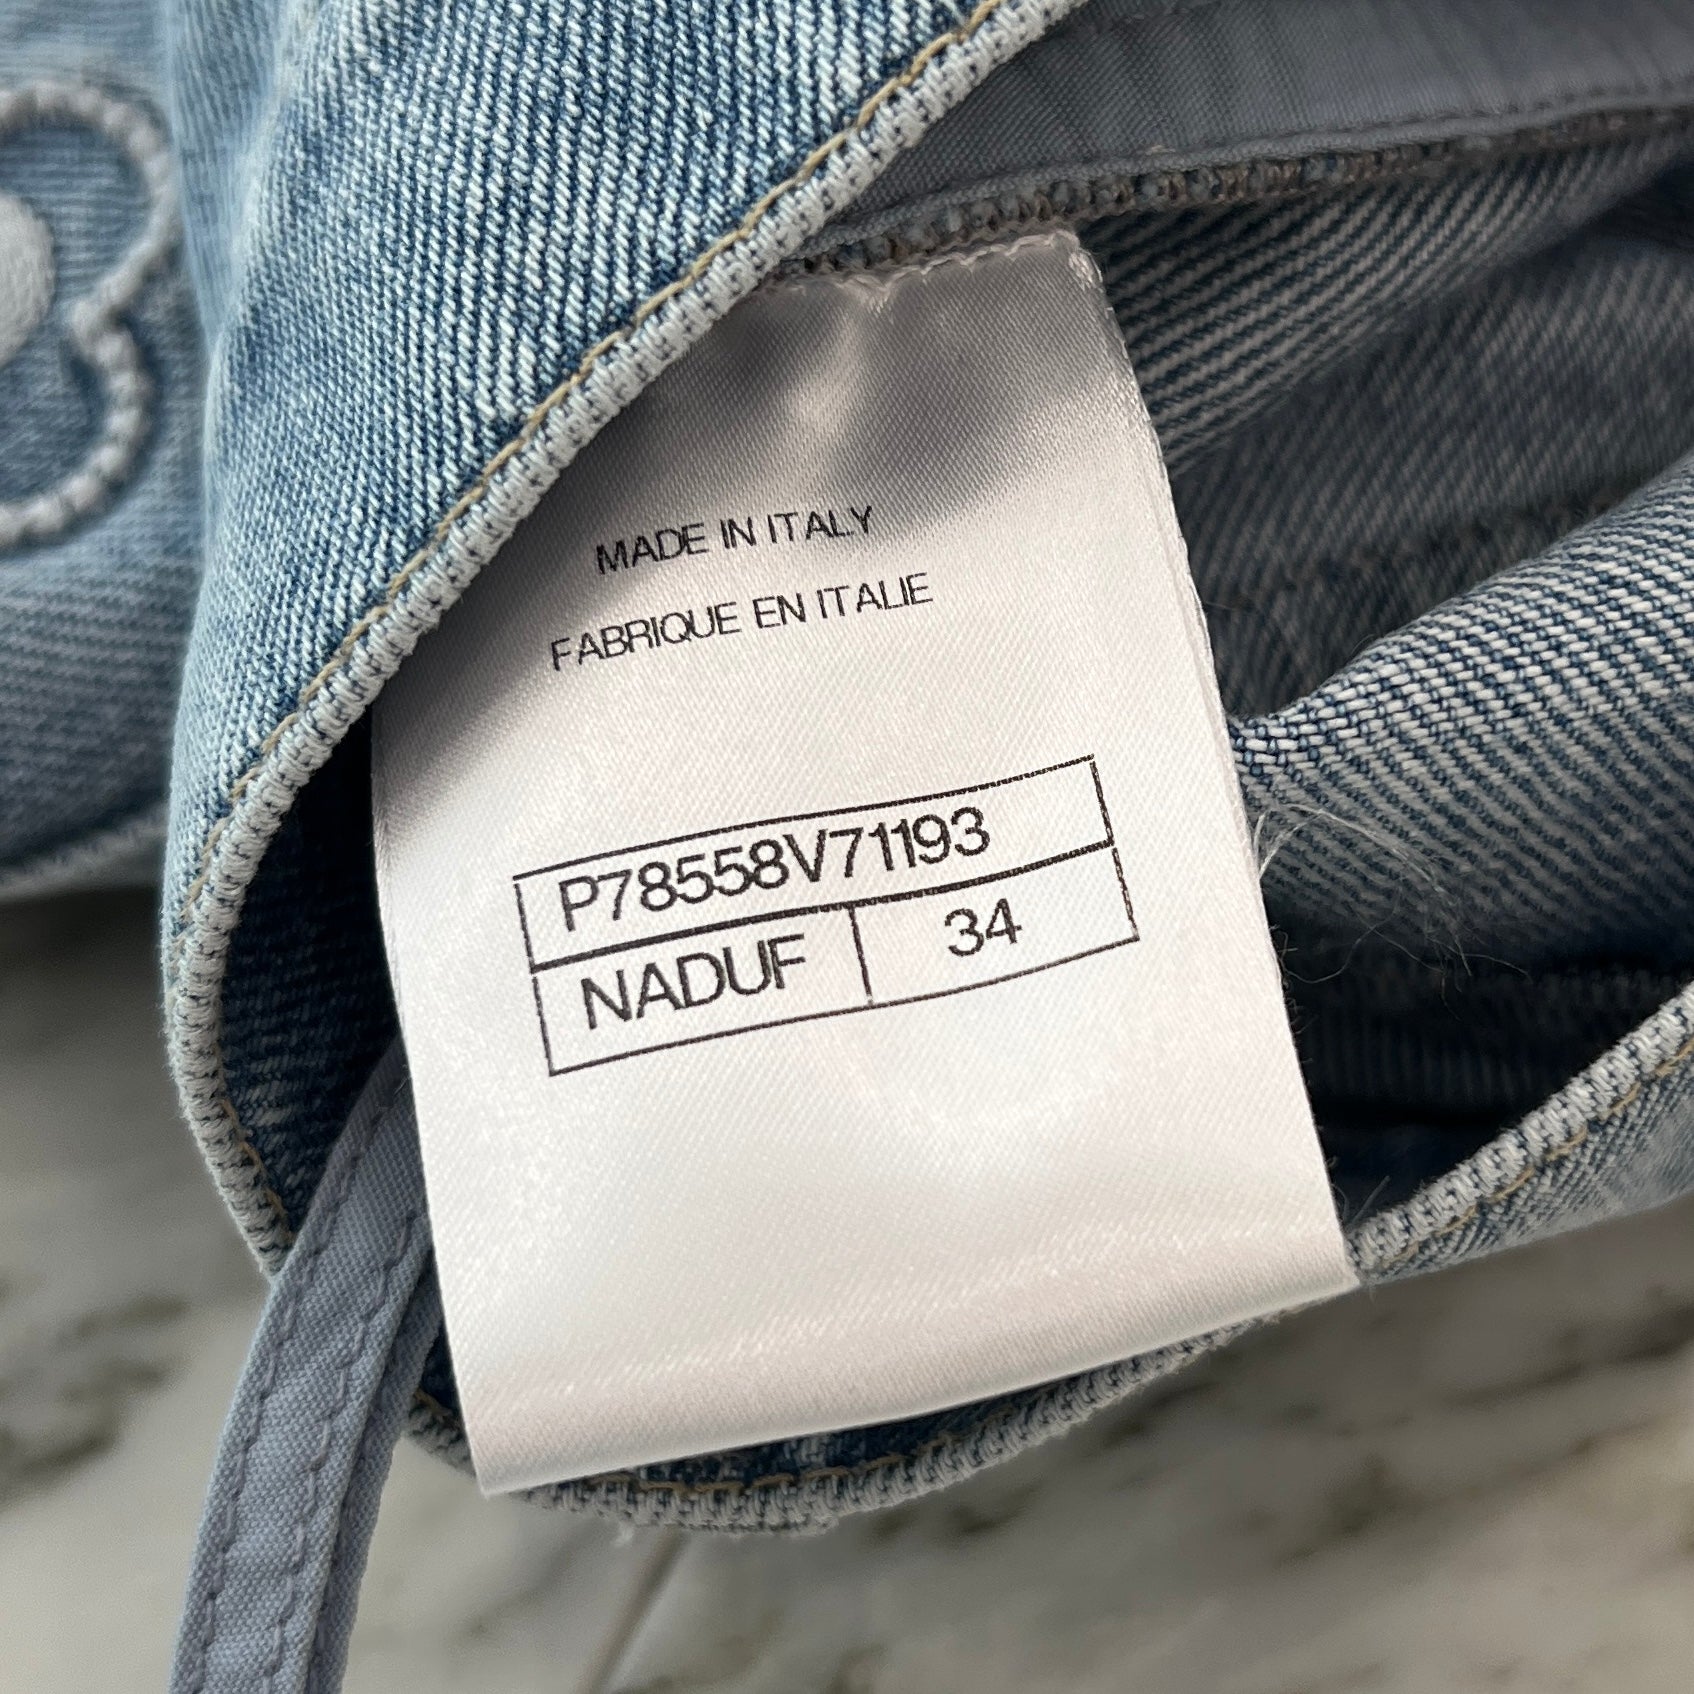 MADE IN ITALY
FABRIQUE EN ITALIE
P78558V71193
NADUF 34